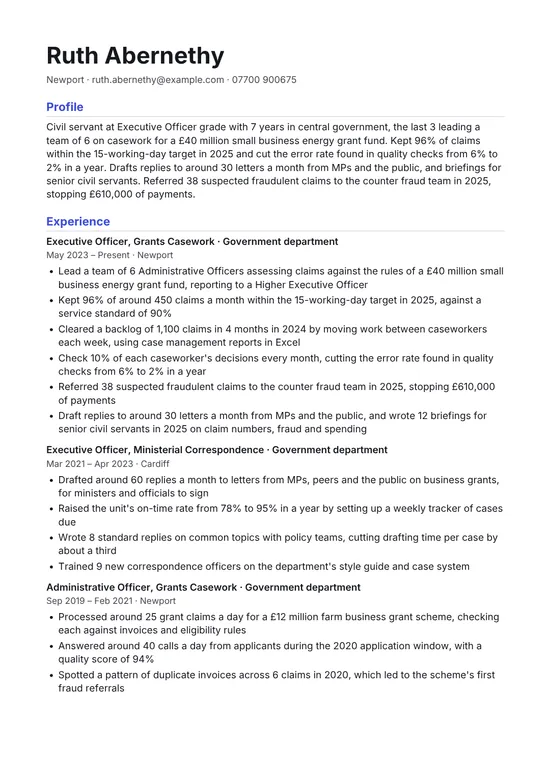 Ruth Abernethy
Newport · ruth.abernethy@example.com · 07700 900675
Profile
Civil servant at Executive Officer grade with 7 years in central government, the last 3 leading a
team of 6 on casework for a £40 million small business energy grant fund. Kept 96% of claims
within the 15-working-day target in 2025 and cut the error rate found in quality checks from 6% to
2% in a year. Drafts replies to around 30 letters a month from MPs and the public, and briefings for
senior civil servants. Referred 38 suspected fraudulent claims to the counter fraud team in 2025,
stopping £610,000 of payments.
Experience
Executive Officer, Grants Casework · Government department
May 2023 – Present · Newport
• Lead a team of 6 Administrative Officers assessing claims against the rules of a £40 million small
business energy grant fund, reporting to a Higher Executive Officer
• Kept 96% of around 450 claims a month within the 15-working-day target in 2025, against a
service standard of 90%
• Cleared a backlog of 1,100 claims in 4 months in 2024 by moving work between caseworkers
each week, using case management reports in Excel
• Check 10% of each caseworker's decisions every month, cutting the error rate found in quality
checks from 6% to 2% in a year
• Referred 38 suspected fraudulent claims to the counter fraud team in 2025, stopping £610,000
of payments
• Draft replies to around 30 letters a month from MPs and the public, and wrote 12 briefings for
senior civil servants in 2025 on claim numbers, fraud and spending
Executive Officer, Ministerial Correspondence · Government department
Mar 2021 – Apr 2023 · Cardiff
• Drafted around 60 replies a month to letters from MPs, peers and the public on business grants,
for ministers and officials to sign
• Raised the unit's on-time rate from 78% to 95% in a year by setting up a weekly tracker of cases
due
• Wrote 8 standard replies on common topics with policy teams, cutting drafting time per case by
about a third
• Trained 9 new correspondence officers on the department's style guide and case system
Administrative Officer, Grants Casework · Government department
Sep 2019 – Feb 2021 · Newport
• Processed around 25 grant claims a day for a £12 million farm business grant scheme, checking
each against invoices and eligibility rules
• Answered around 40 calls a day from applicants during the 2020 application window, with a
quality score of 94%
• Spotted a pattern of duplicate invoices across 6 claims in 2020, which led to the scheme's first
fraud referrals